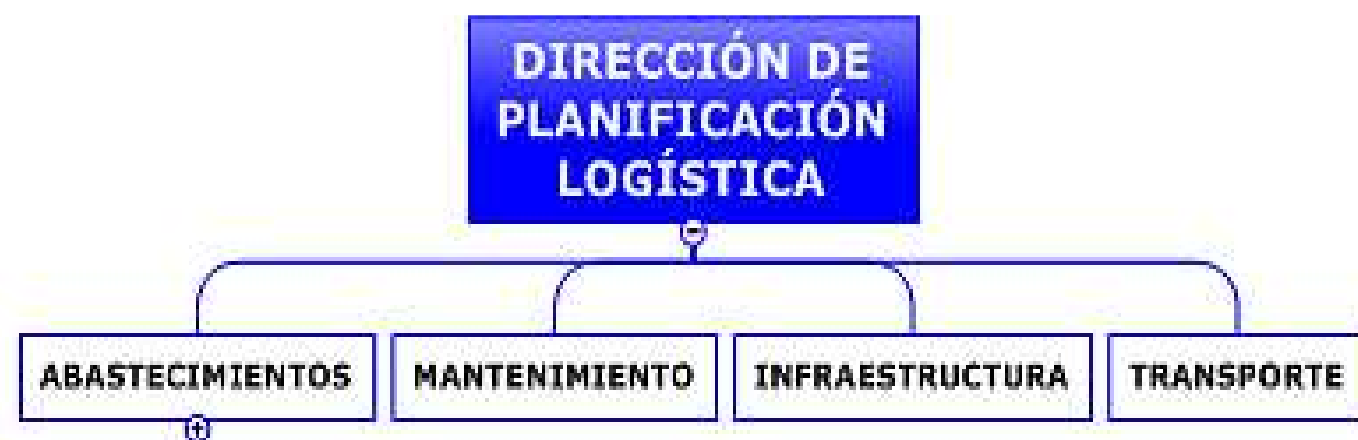 DIRECCIÓN DE
PLANIFICACIÓN
LOGÍSTICA
ABASTECIMIENTOS
MANTENIMIENTO
INFRAESTRUCTURA
TRANSPORTE